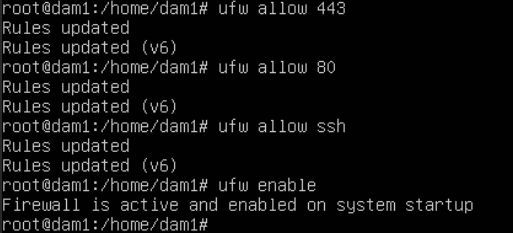 root@dam1:/home/dam1# ufw allow 443
Rules updated
Rules updated (v6)
root@dam1:/home/dam1# ufw allow 80
Rules updated
Rules updated (v6)
root@dam1:/home/dam1# ufw allow ssh
Rules updated
Rules updated (v6)
root@dam1:/home/dam1# ufw enable
Firewall is active and enabled on system startup
root@dam1:/home/dam1#